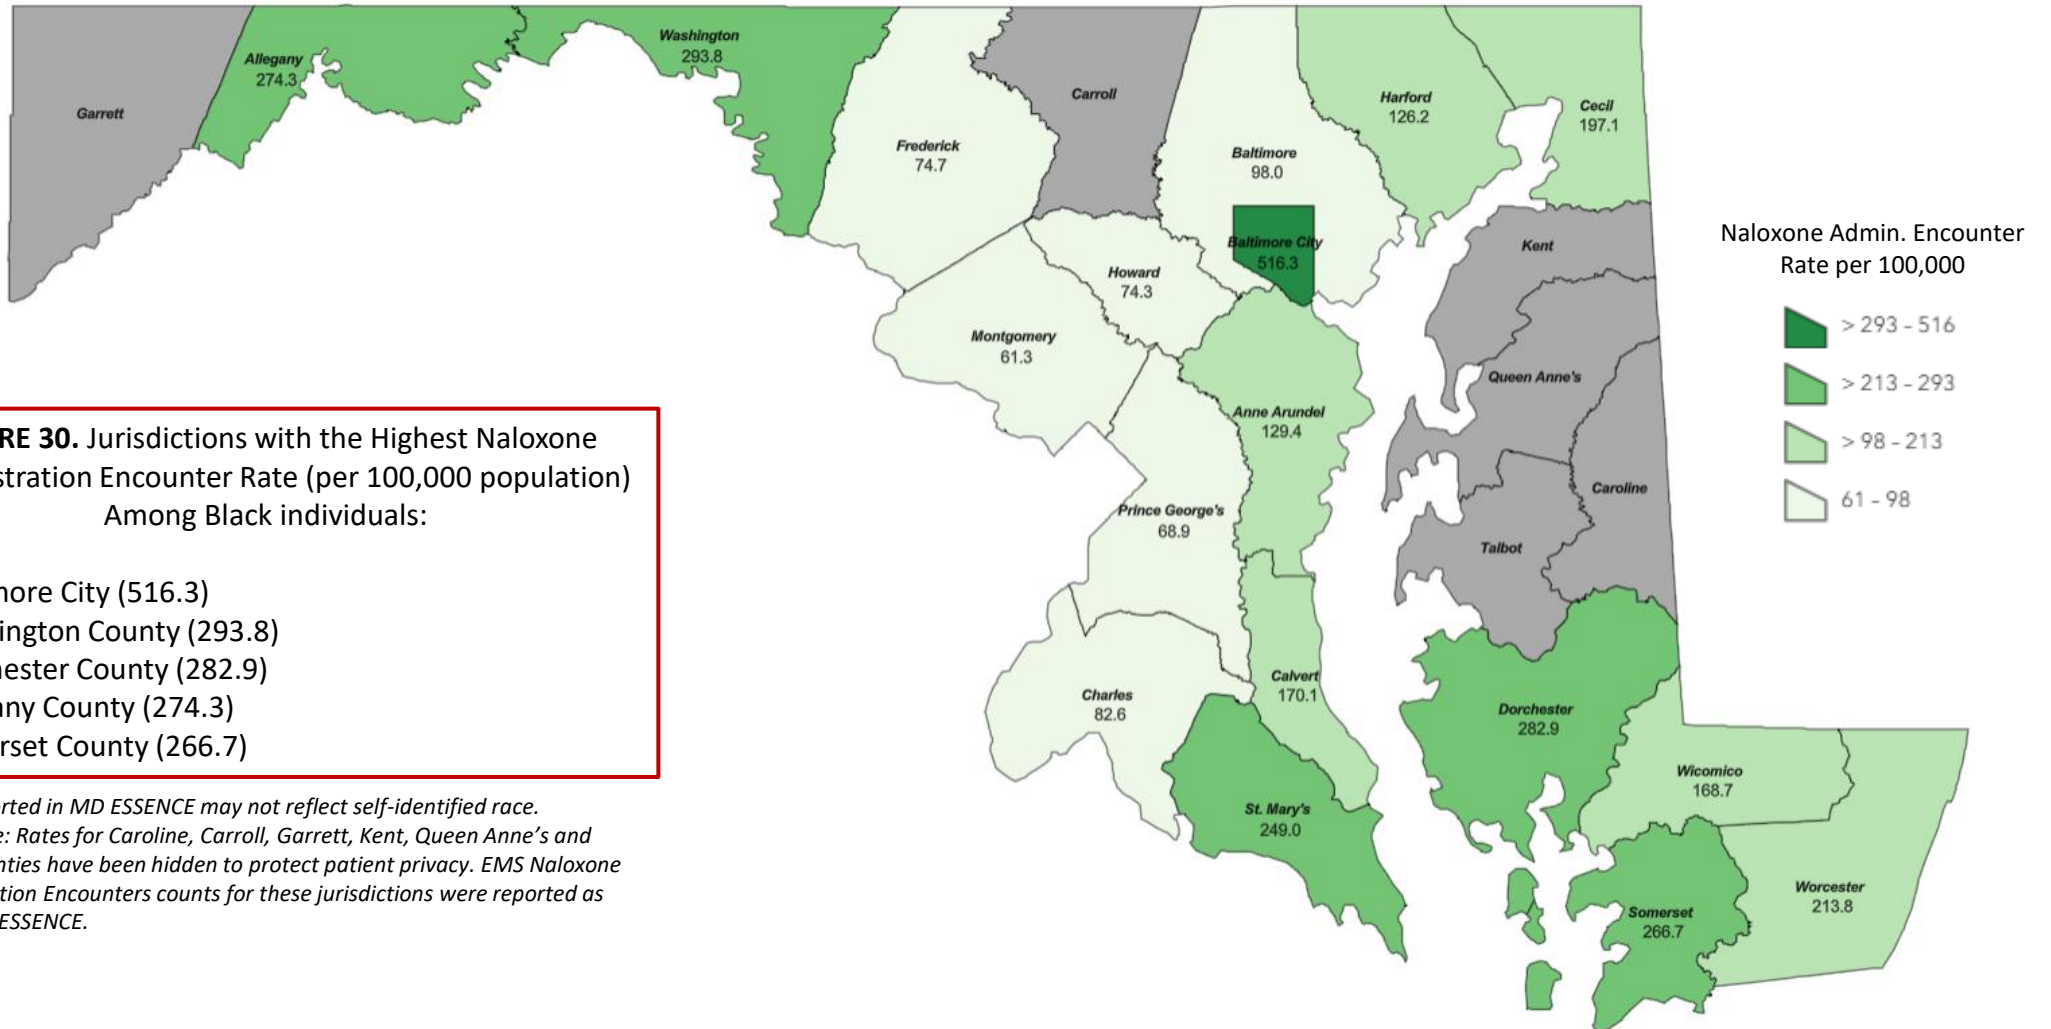 Allegany
274.3
Washington
293.8
Garrett
Frederick
74.7
Carroll
Baltimore
98.0
Harford
126.2
Cecil
197.1
Baltimore City
516.3
Kent
Howard
74.3
Montgomery
61.3
Queen Anne's
Anne Arundel
129.4
Caroline
Prince George's
68.9
Talbot
Charles
82.6
Calvert
170.1
Dorchester
282.9
Wicomico
168.7
St. Mary's
249.0
Worcester
213.8
Somerset
266.7
Naloxone Admin. Encounter
Rate per 100,000
> 293 - 516
> 213 - 293
> 98 - 213
61 - 98
RE 30. Jurisdictions with the Highest Naloxone
stration Encounter Rate (per 100,000 population)
Among Black individuals:
more City (516.3)
ington County (293.8)
hester County (282.9)
any County (274.3)
rset County (266.7)
rted in MD ESSENCE may not reflect self-identified race.
e: Rates for Caroline, Carroll, Garrett, Kent, Queen Anne’s and
nties have been hidden to protect patient privacy. EMS Naloxone
tion Encounters counts for these jurisdictions were reported as
ESSENCE.